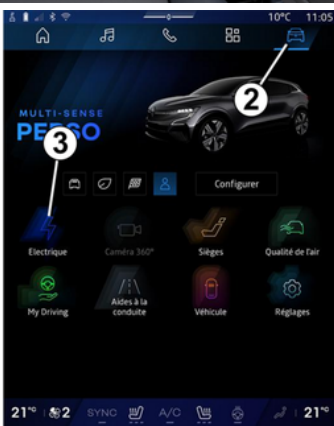 10°C 11:05
2
MULTI-SENSE
PERSO
3
Configurer
Electrique
Caméra 360°
Sièges
Qualité de l'air
My Driving
Aides à la
conduite
Véhicule
Réglages
21°C 2 SYNC A/C 21°C